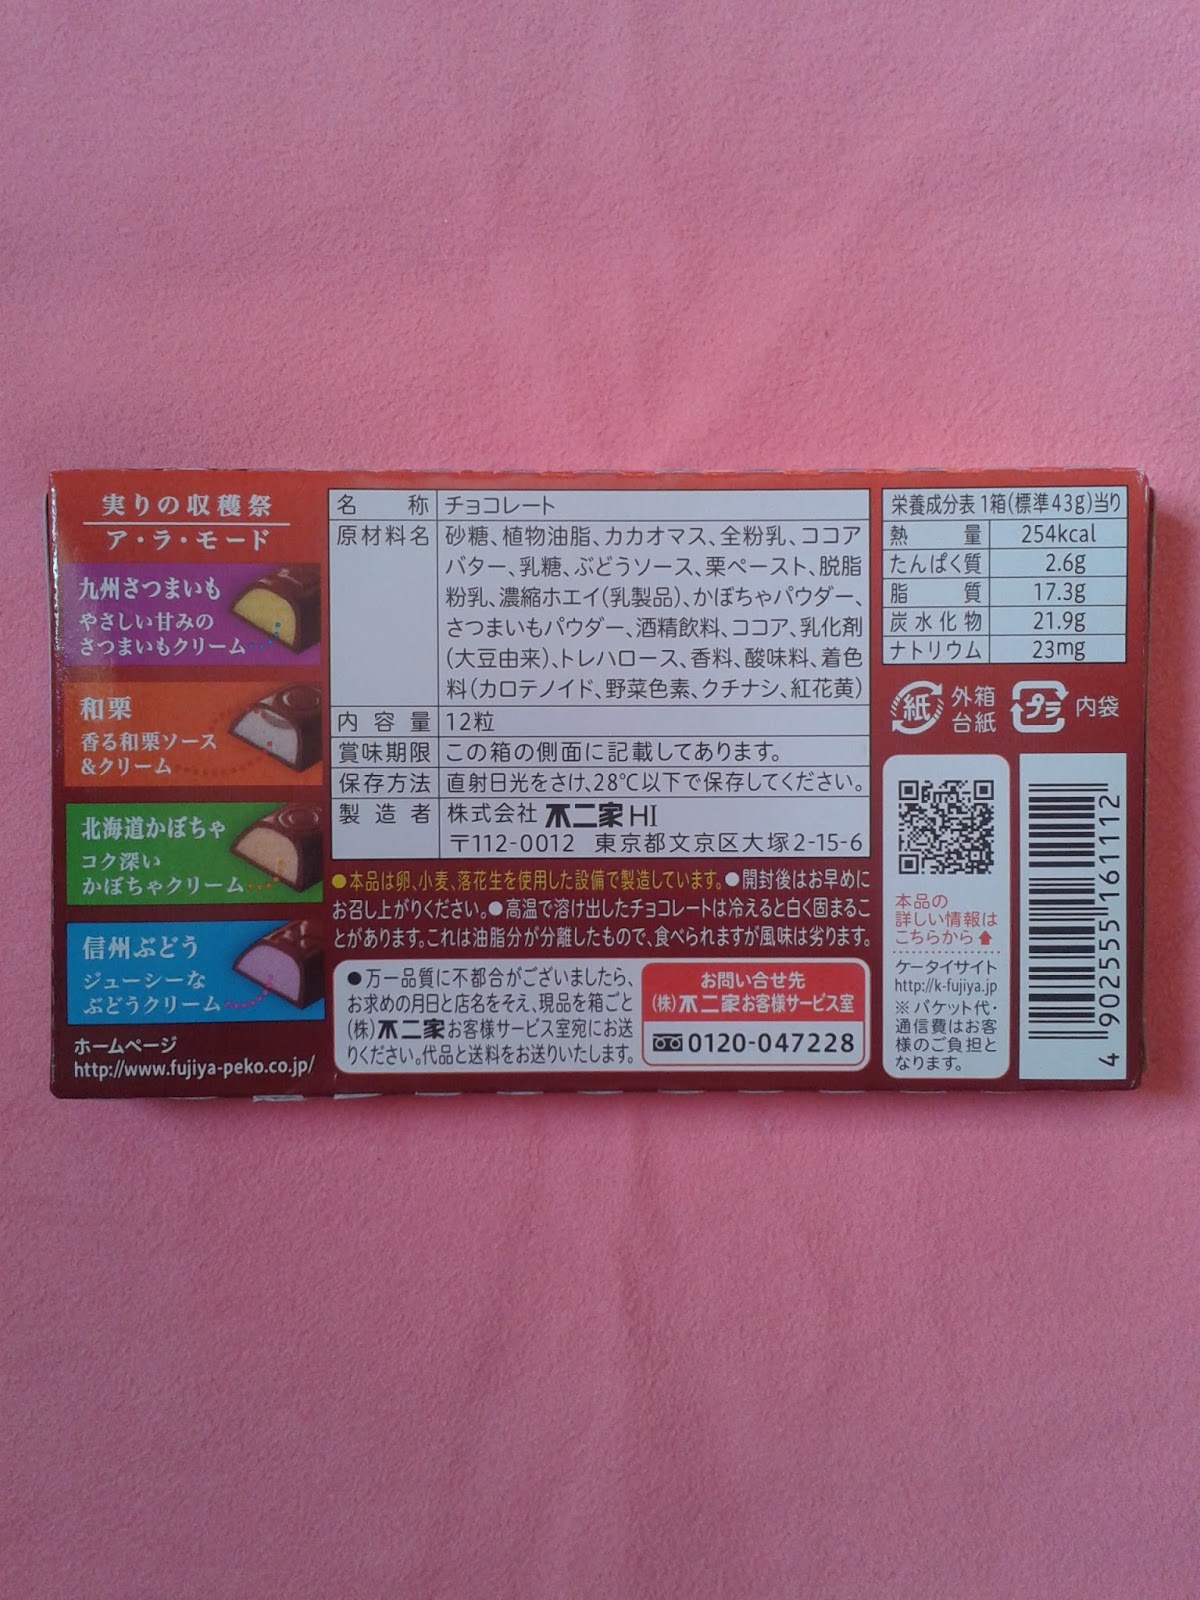 実りの収穫祭
ア・ラ・モード
九州さつまいも
やさしい甘みの
さつまいもクリーム
和栗
香る和栗ソース
&クリーム
北海道かぼちゃ
コク深い
かぼちゃクリーム
信州ぶどう
ジューシーな
ぶどうクリーム
ホームページ
http://www.fujiya-peko.co.jp/
名称 チョコレート
原材料名 砂糖、植物油脂、カカオマス、全粉乳、ココア
バター、乳糖、ぶどうソース、栗ペースト、脱脂
粉乳、濃縮ホエイ(乳製品)、かぼちゃパウダー、
さつまいもパウダー、酒精飲料、ココア、乳化剤
(大豆由来)、トレハロース、香料、酸味料、着色
料(カロテノイド、野菜色素、クチナシ、紅花黄)
内容量 12粒
賞味期限 この箱の側面に記載してあります。
保存方法 直射日光をさけ、28℃以下で保存してください。
製造者 株式会社 不二家 HI
〒112-0012 東京都文京区大塚2-15-6
●本品は卵、小麦、落花生を使用した設備で製造しています。●開封後はお早めに
お召し上がりください。●高温で溶け出したチョコレートは冷えると白く固まるこ
とがあります。これは油脂分が分離したもので、食べられますが風味は劣ります。
●万一品質に不都合がございましたら、
お求めの月日と店名をそえ、現品を箱ごと
(株)不二家お客様サービス室宛にお送
りください。代品と送料をお送りいたします。
お問い合せ先
(株)不二家お客様サービス室
0120-047228
栄養成分表 1箱(標準43g)当り
熱量 254kcal
たんぱく質 2.6g
脂質 17.3g
炭水化物 21.9g
ナトリウム 23mg
紙 外箱
台紙
プラ 内袋
本品の
詳しい情報は
こちらから
ケータイサイト
http://k-fujiya.jp
※パケット代・
通信費はお客
様のご負担と
なります。
4 902555 161112